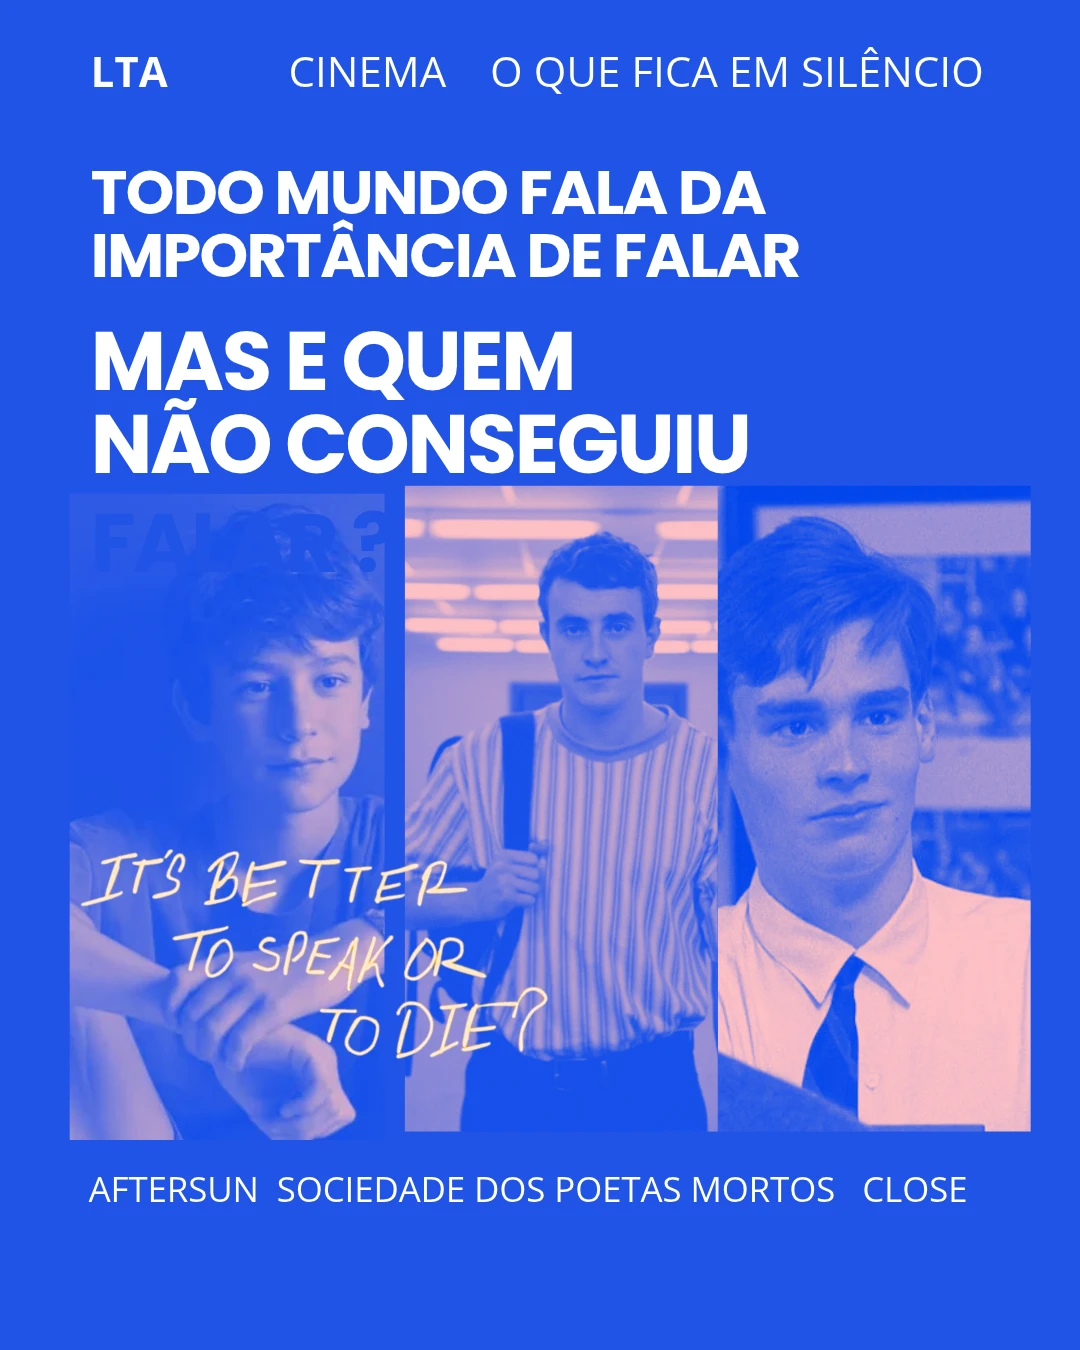 LTA CINEMA O QUE FICA EM SILÊNCIO
TODO MUNDO FALA DA
IMPORTÂNCIA DE FALAR
MAS E QUEM
NÃO CONSEGUIU
FALAR?
IT'S BETTER
TO SPEAK OR
TO DIE?
AFTERSUN SOCIEDADE DOS POETAS MORTOS CLOSE